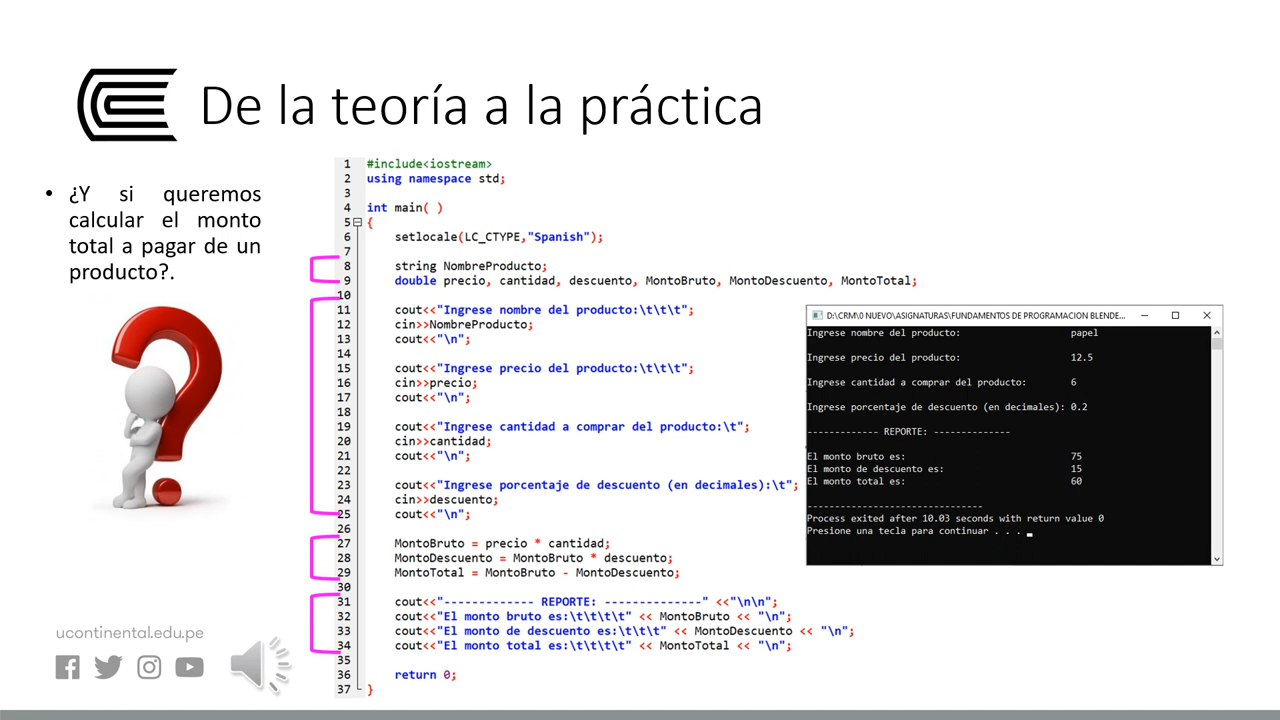 De la teoría a la práctica
• ¿Y si queremos
calcular el monto
total a pagar de un
producto?.
1 #include<iostream>
2 using namespace std;
3
4 int main( )
5 {
6 setlocale(LC_CTYPE,"Spanish");
7
8 string NombreProducto;
9 double precio, cantidad, descuento, MontoBruto, MontoDescuento, MontoTotal;
10
11 cout<<"Ingrese nombre del producto:\t\t\t";
12 cin>>NombreProducto;
13 cout<<"\n";
14
15 cout<<"Ingrese precio del producto:\t\t\t";
16 cin>>precio;
17 cout<<"\n";
18
19 cout<<"Ingrese cantidad a comprar del producto:\t";
20 cin>>cantidad;
21 cout<<"\n";
22
23 cout<<"Ingrese porcentaje de descuento (en decimales):\t";
24 cin>>descuento;
25 cout<<"\n";
26
27 MontoBruto = precio * cantidad;
28 MontoDescuento = MontoBruto * descuento;
29 MontoTotal = MontoBruto - MontoDescuento;
30
31 cout<<"------------- REPORTE: --------------" <<"\n\n";
32 cout<<"El monto bruto es:\t\t\t\t" << MontoBruto << "\n";
33 cout<<"El monto de descuento es:\t\t\t" << MontoDescuento << "\n";
34 cout<<"El monto total es:\t\t\t\t" << MontoTotal << "\n";
35
36 return 0;
37 }
D:\CRM\0 NUEVO\ASIGNATURAS\FUNDAMENTOS DE PROGRAMACION BLENDE...
Ingrese nombre del producto: papel
Ingrese precio del producto: 12.5
Ingrese cantidad a comprar del producto: 6
Ingrese porcentaje de descuento (en decimales): 0.2
------------- REPORTE: --------------
El monto bruto es: 75
El monto de descuento es: 15
El monto total es: 60
--------------------------------
Process exited after 10.03 seconds with return value 0
Presione una tecla para continuar . . .
ucontinental.edu.pe